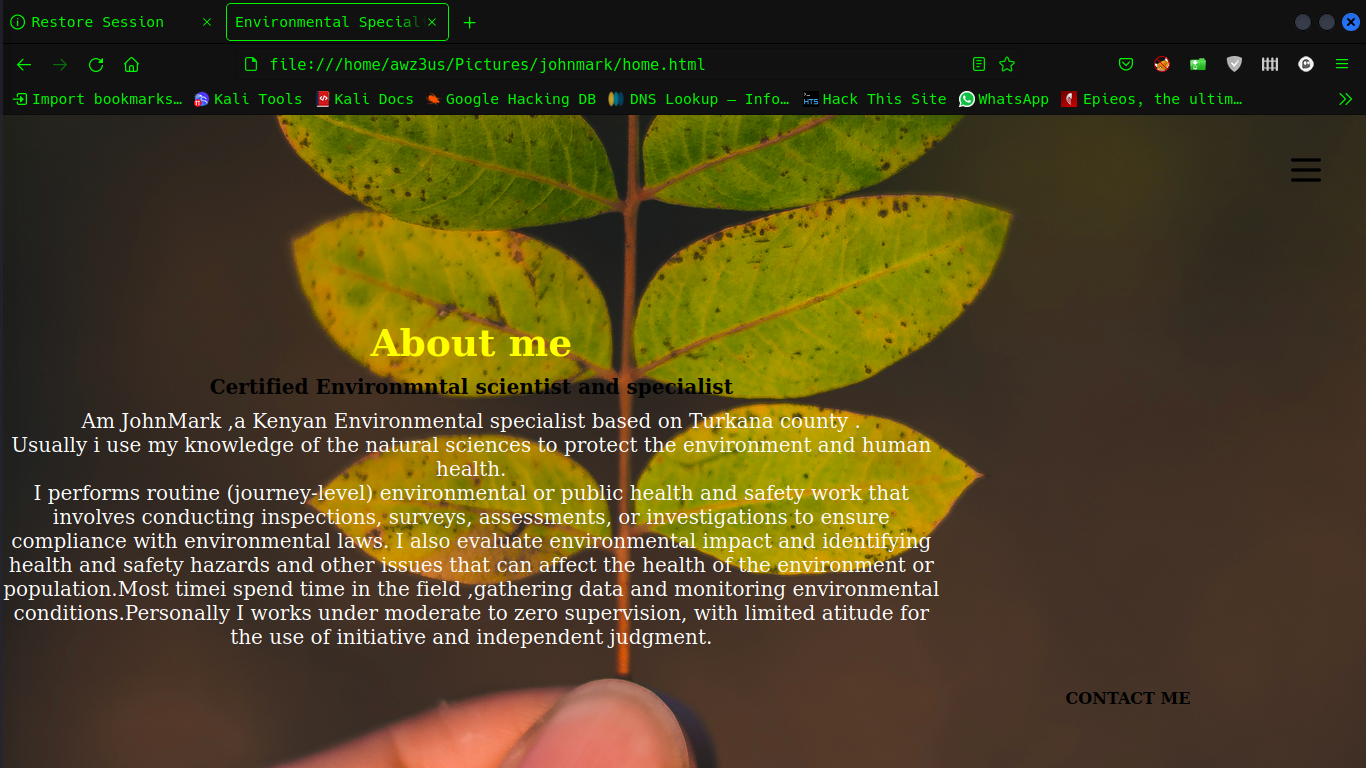 Restore Session
Environmental Special
file:///home/awz3us/Pictures/johnmark/home.html
Import bookmarks… Kali Tools Kali Docs Google Hacking DB DNS Lookup – Info… HTS Hack This Site WhatsApp Epieos, the ultim…
About me
Certified Environmntal scientist and specialist
Am JohnMark ,a Kenyan Environmental specialist based on Turkana county .
Usually i use my knowledge of the natural sciences to protect the environment and human
health.
I performs routine (journey-level) environmental or public health and safety work that
involves conducting inspections, surveys, assessments, or investigations to ensure
compliance with environmental laws. I also evaluate environmental impact and identifying
health and safety hazards and other issues that can affect the health of the environment or
population.Most timei spend time in the field ,gathering data and monitoring environmental
conditions.Personally I works under moderate to zero supervision, with limited atitude for
the use of initiative and independent judgment.
CONTACT ME